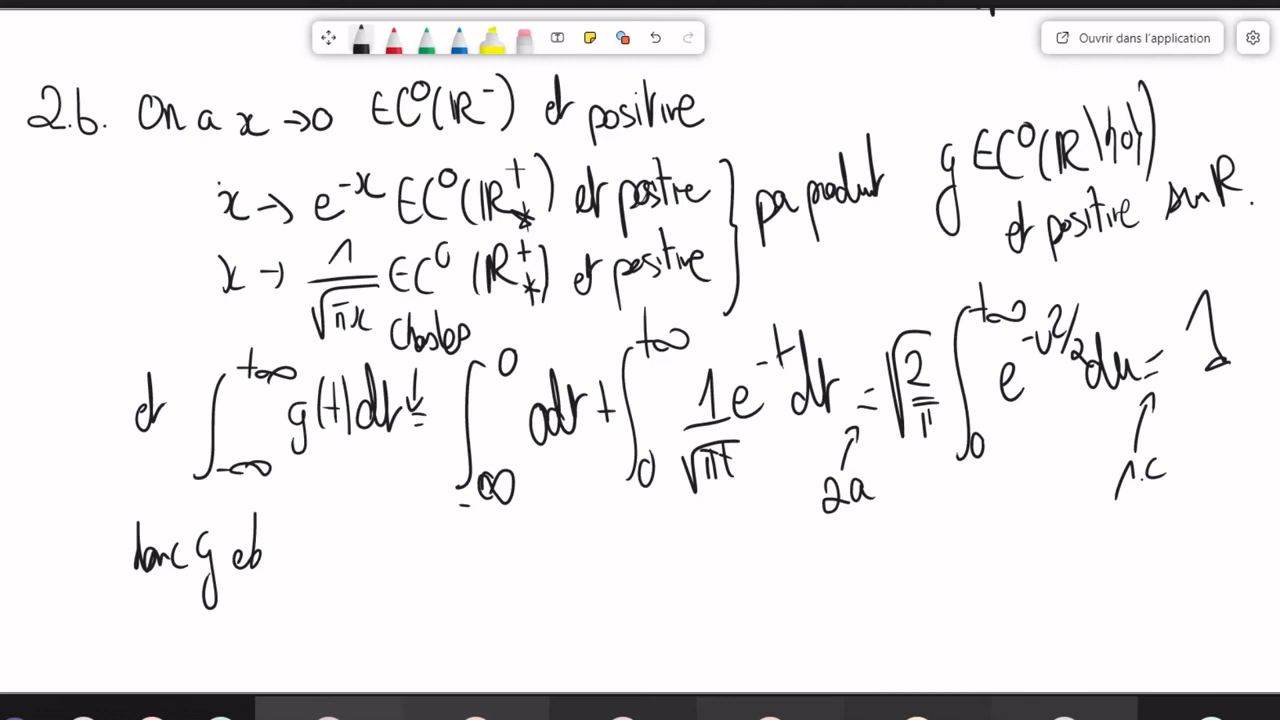 Ouvrir dans l'application
2.b. On a x → 0 ∈ C⁰(ℝ⁻) et positive
x → e^{-x} ∈ C⁰(ℝ⁺_*) et postive
x → 1/√(πx) ∈ C⁰(ℝ⁺_*) et positive
} par produit g ∈ C⁰(ℝ\{0})
et positive sur ℝ.
Chasles
et ∫_{-∞}^{+∞} g(t)dt = ∫_{-∞}^{0} 0dt + ∫_{0}^{+∞} 1/√(πt) e^{-t} dt = √(2/π) ∫_{0}^{+∞} e^{-u²/2} du = 1
2a
1.c
donc g